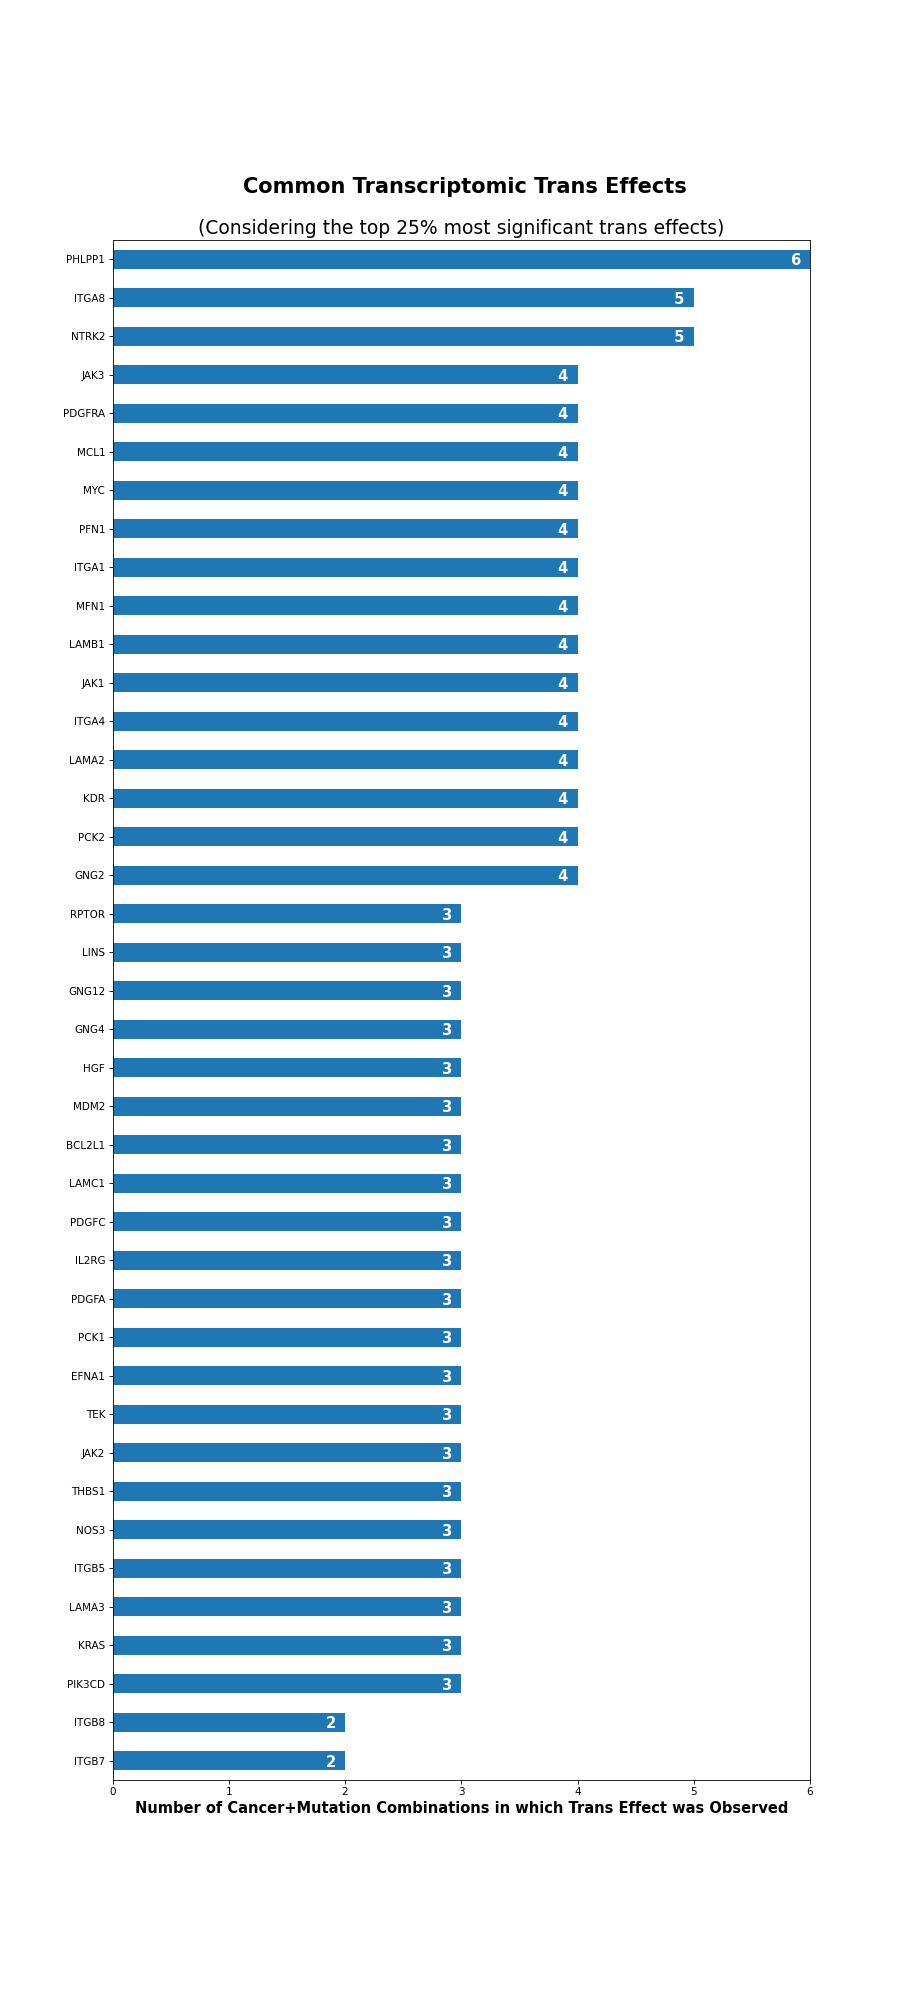 Common Transcriptomic Trans Effects
(Considering the top 25% most significant trans effects)
PHLPP1 6
ITGA8 5
NTRK2 5
JAK3 4
PDGFRA 4
MCL1 4
MYC 4
PFN1 4
ITGA1 4
MFN1 4
LAMB1 4
JAK1 4
ITGA4 4
LAMA2 4
KDR 4
PCK2 4
GNG2 4
RPTOR 3
LINS 3
GNG12 3
GNG4 3
HGF 3
MDM2 3
BCL2L1 3
LAMC1 3
PDGFC 3
IL2RG 3
PDGFA 3
PCK1 3
EFNA1 3
TEK 3
JAK2 3
THBS1 3
NOS3 3
ITGB5 3
LAMA3 3
KRAS 3
PIK3CD 3
ITGB8 2
ITGB7 2
0 1 2 3 4 5 6
Number of Cancer+Mutation Combinations in which Trans Effect was Observed